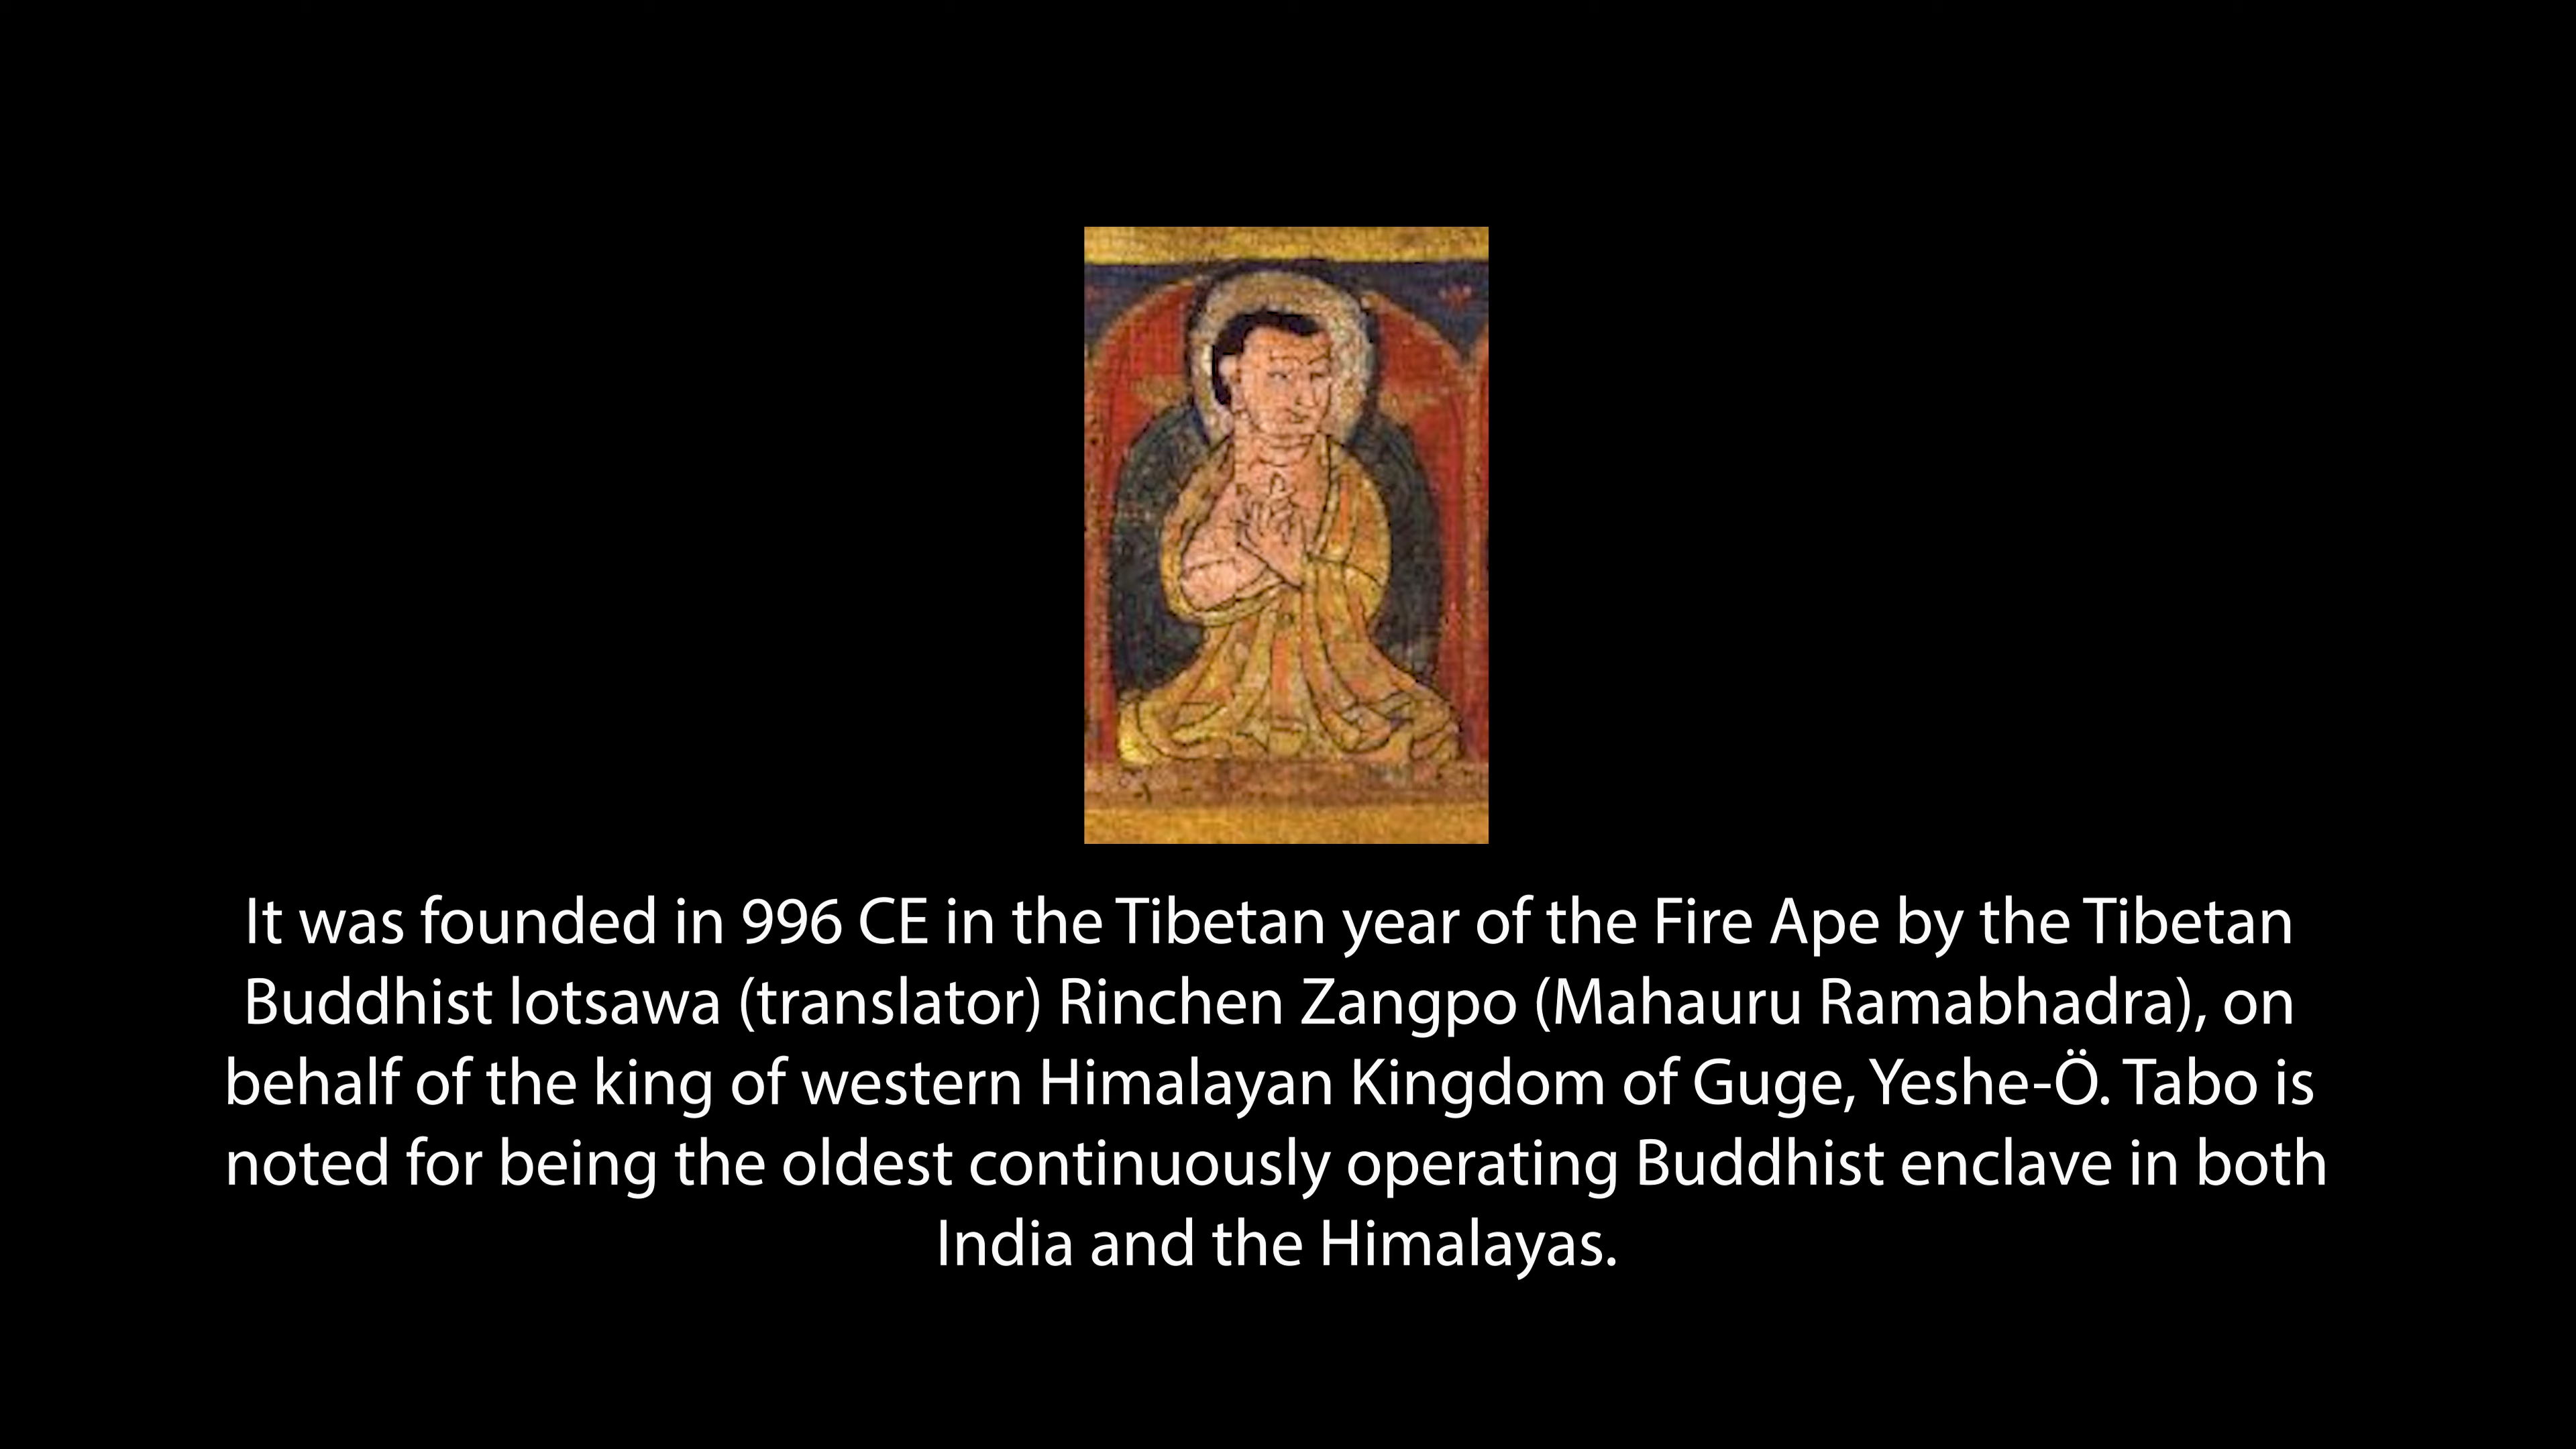 It was founded in 996 CE in the Tibetan year of the Fire Ape by the Tibetan
Buddhist lotsawa (translator) Rinchen Zangpo (Mahauru Ramabhadra), on
behalf of the king of western Himalayan Kingdom of Guge, Yeshe-Ö. Tabo is
noted for being the oldest continuously operating Buddhist enclave in both
India and the Himalayas.